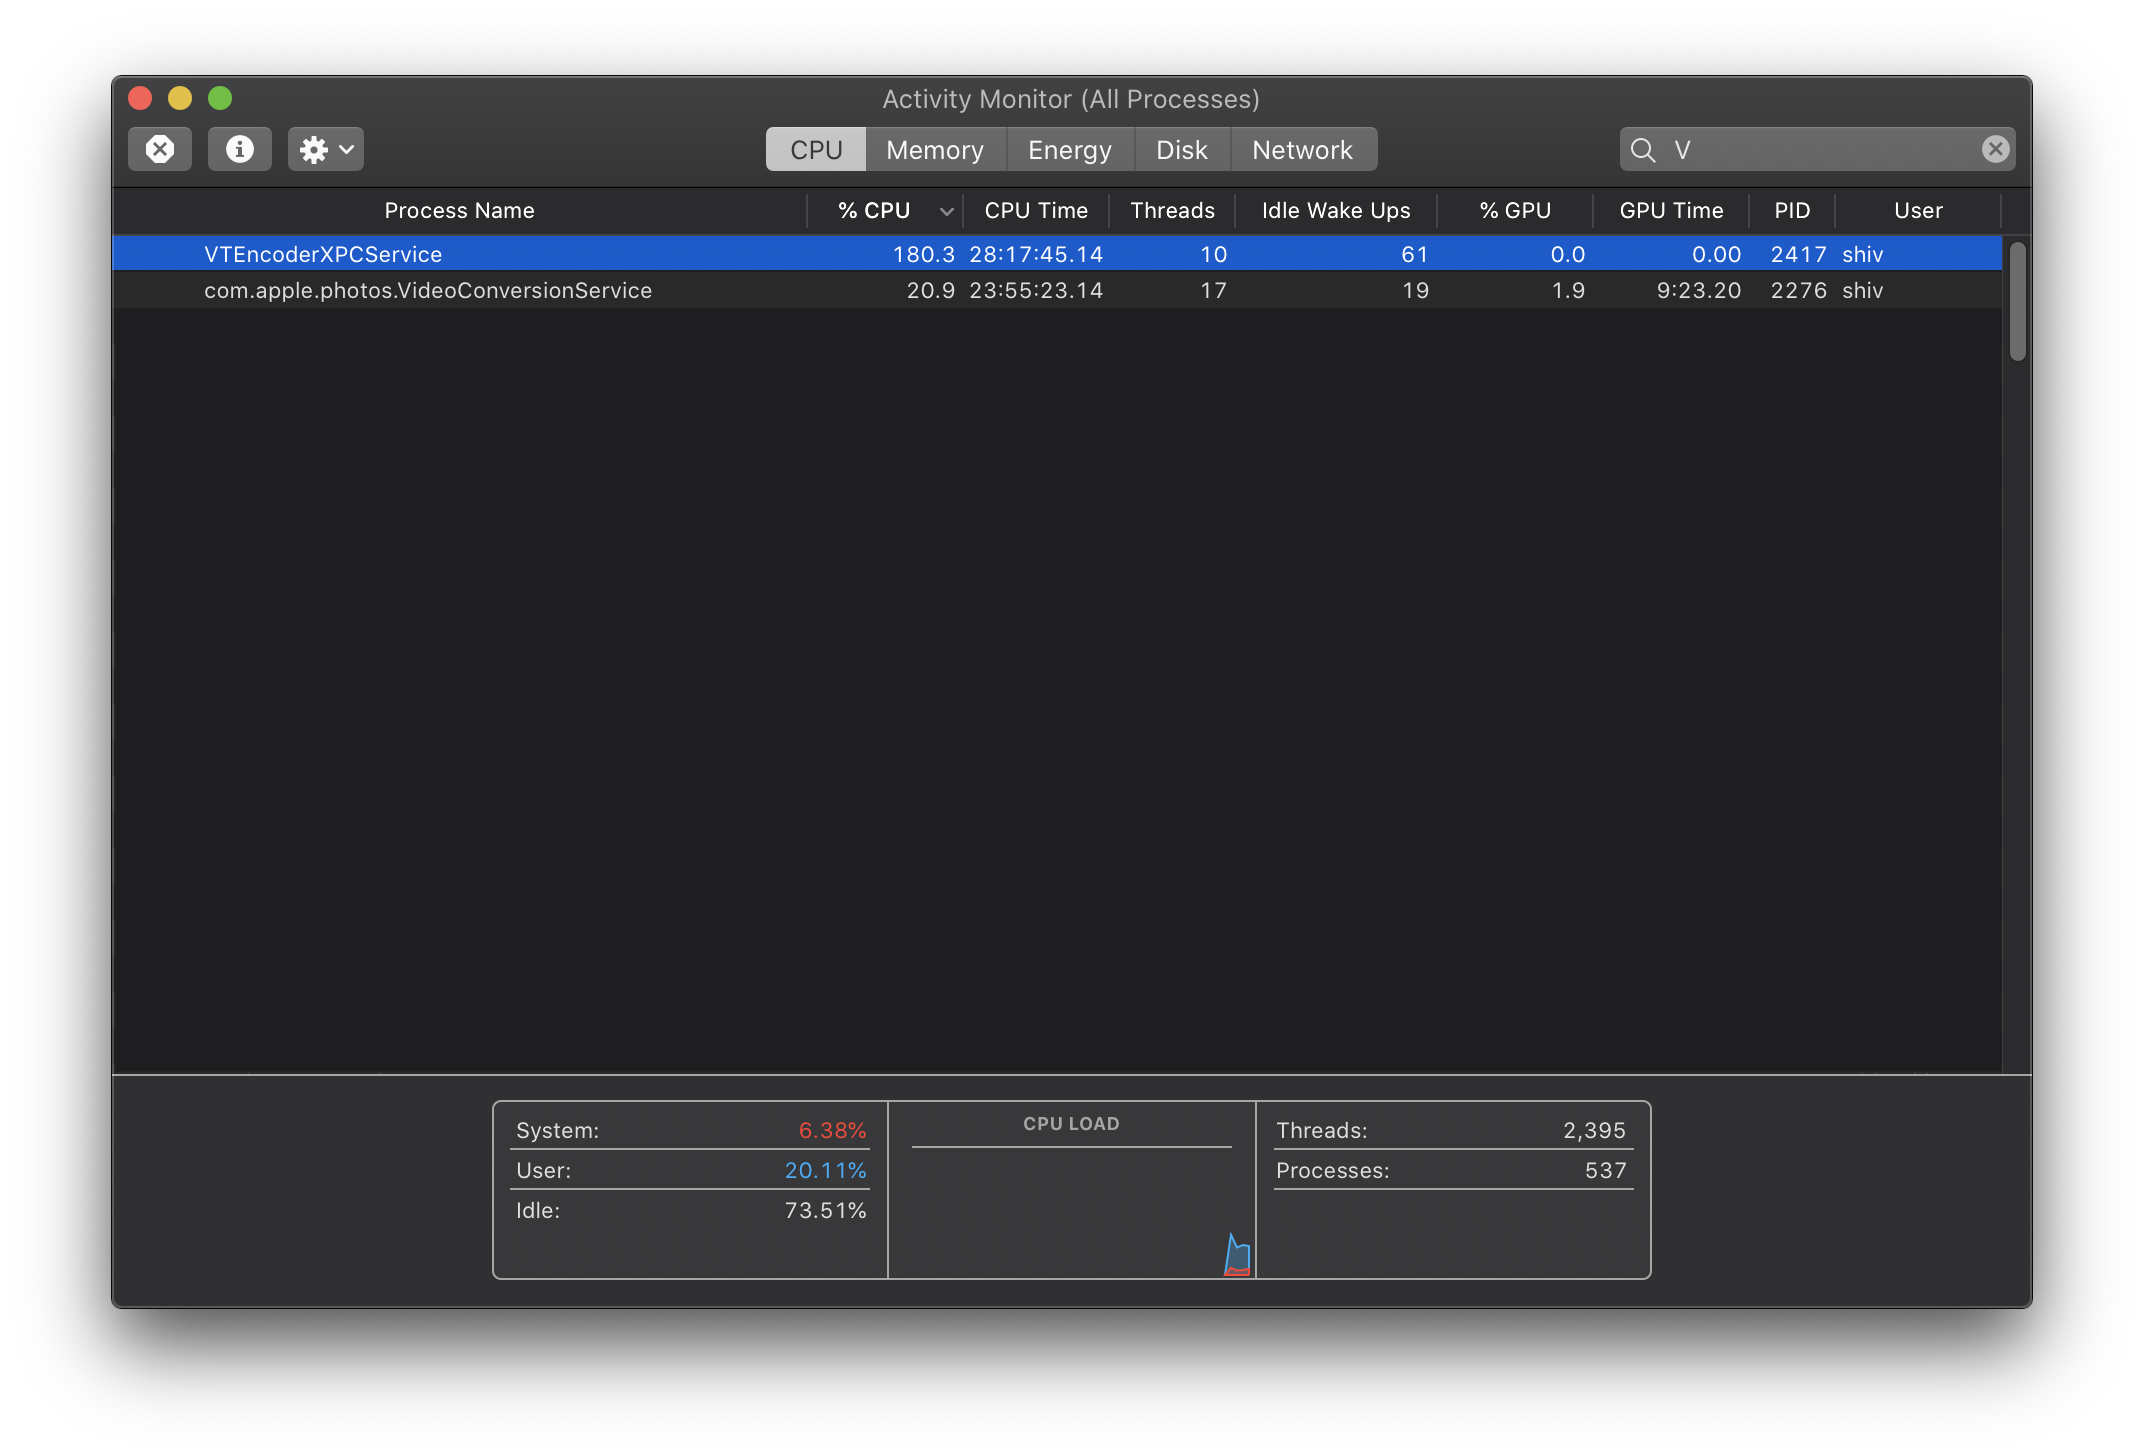 Activity Monitor (All Processes)
CPU Memory Energy Disk Network V
Process Name % CPU CPU Time Threads Idle Wake Ups % GPU GPU Time PID User
VTEncoderXPCService 180.3 28:17:45.14 10 61 0.0 0.00 2417 shiv
com.apple.photos.VideoConversionService 20.9 23:55:23.14 17 19 1.9 9:23.20 2276 shiv
System: 6.38% CPU LOAD Threads: 2,395
User: 20.11% Processes: 537
Idle: 73.51%